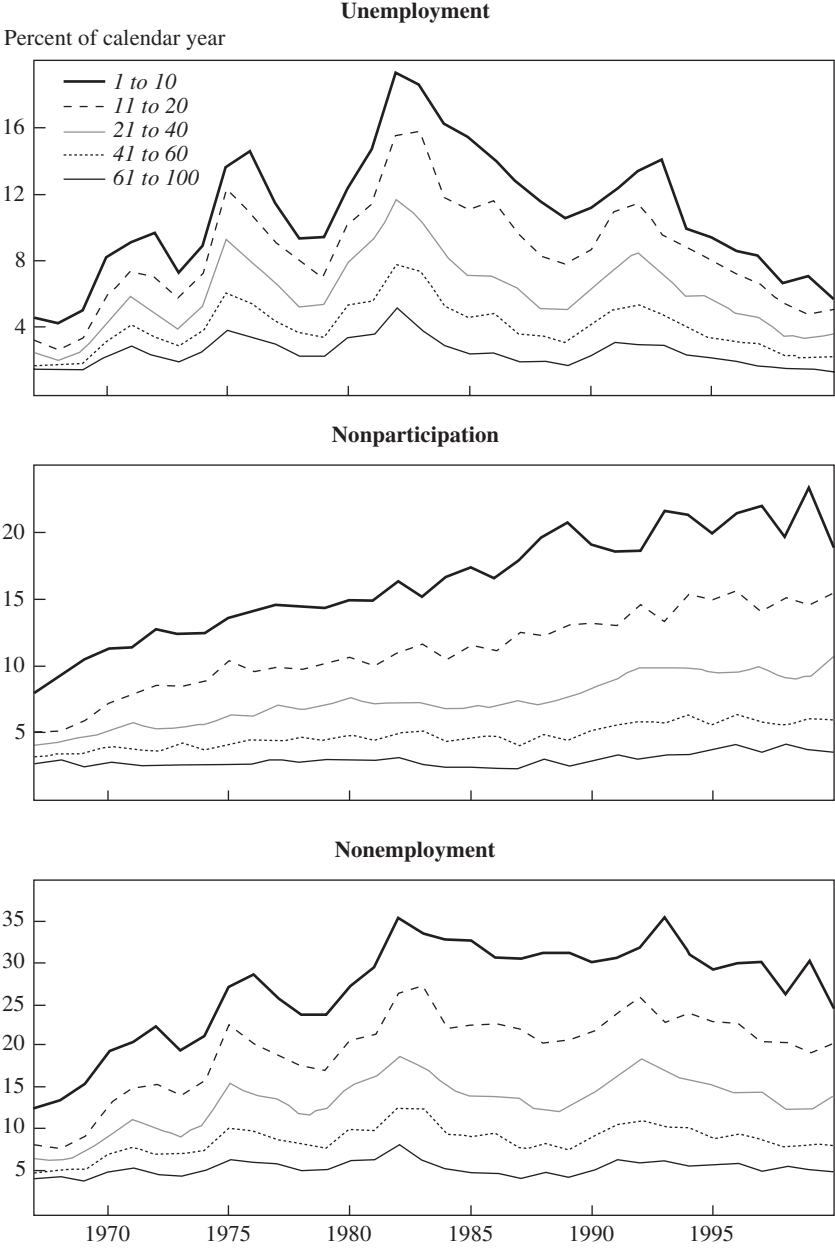 Unemployment
Percent of calendar year
1 to 10
11 to 20
21 to 40
41 to 60
61 to 100
16
12
8
4
Nonparticipation
20
15
10
5
Nonemployment
35
30
25
20
15
10
5
1970 1975 1980 1985 1990 1995